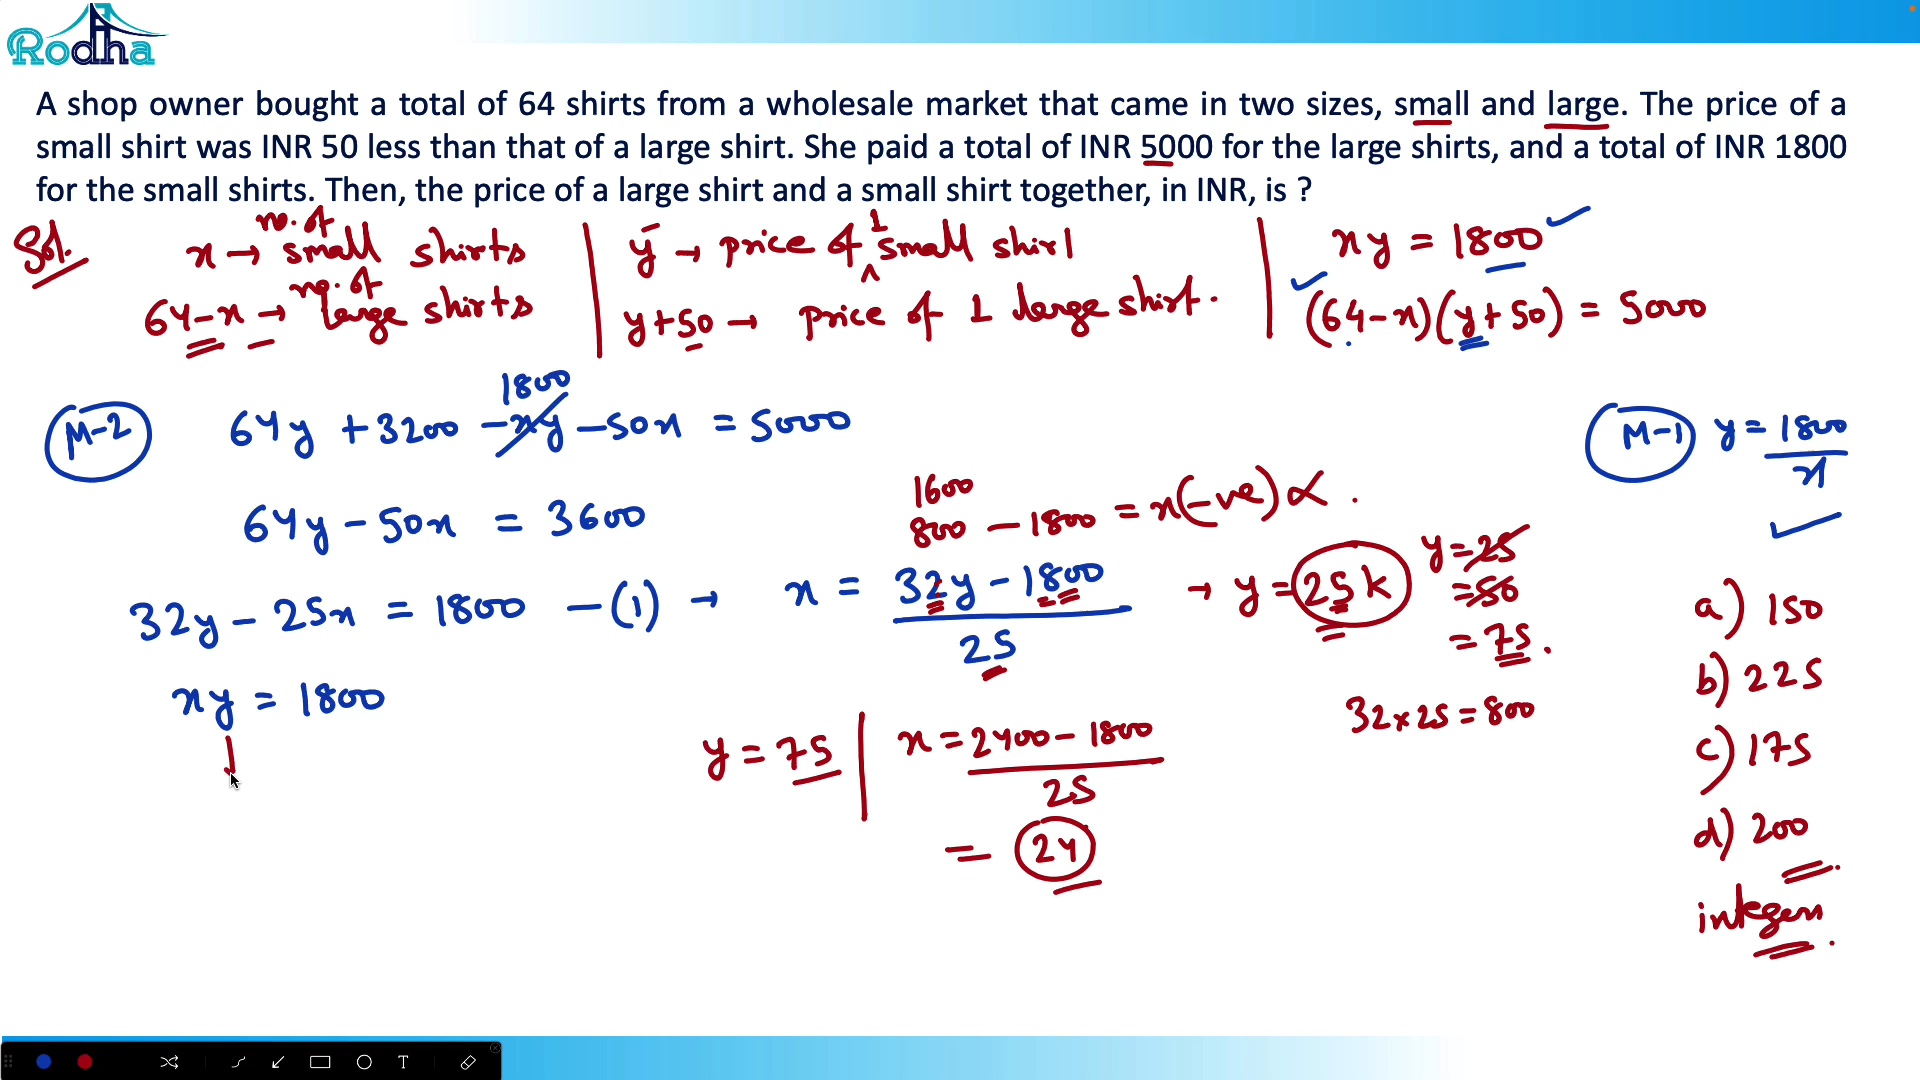 Rodha
A shop owner bought a total of 64 shirts from a wholesale market that came in two sizes, small and large. The price of a
small shirt was INR 50 less than that of a large shirt. She paid a total of INR 5000 for the large shirts, and a total of INR 1800
for the small shirts. Then, the price of a large shirt and a small shirt together, in INR, is ?
Sol.
x → no. of small shirts
64-x → no. of large shirts
y → price of 1 small shirt
y+50 → price of 1 large shirt.
xy = 1800
(64-x)(y+50) = 5000
M-2
1800
64y +3200 -xy -50x = 5000
64y - 50x = 3600
32y - 25x = 1800 -(1) →
xy = 1800
1600
800 - 1800 = x(-ve) ∝ .
x = 32y - 1800 / 25
→ y = 25k
y = 25
= 50
= 75.
32×25 = 800
y = 75
x = 2400 - 1800 / 25
= 24
M-1
y = 1800 / x
a) 150
b) 225
c) 175
d) 200
integers
T